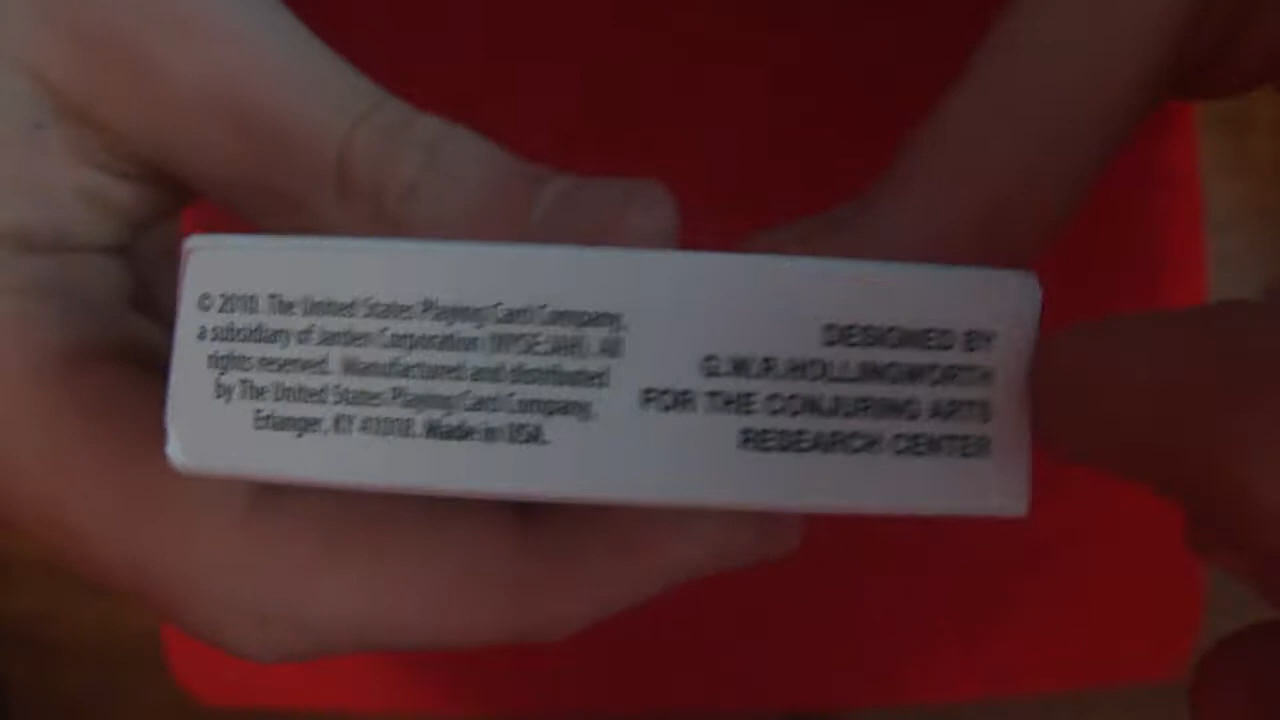 © 2010. The United States Playing Card Company,
a subsidiary of Jarden Corporation (NYSE:JAH). All
rights reserved. Manufactured and distributed
by The United States Playing Card Company,
Erlanger, KY 41018. Made in USA.
DESIGNED BY
G.W.R.HOLLINGWORTH
FOR THE CONJURING ARTS
RESEARCH CENTER